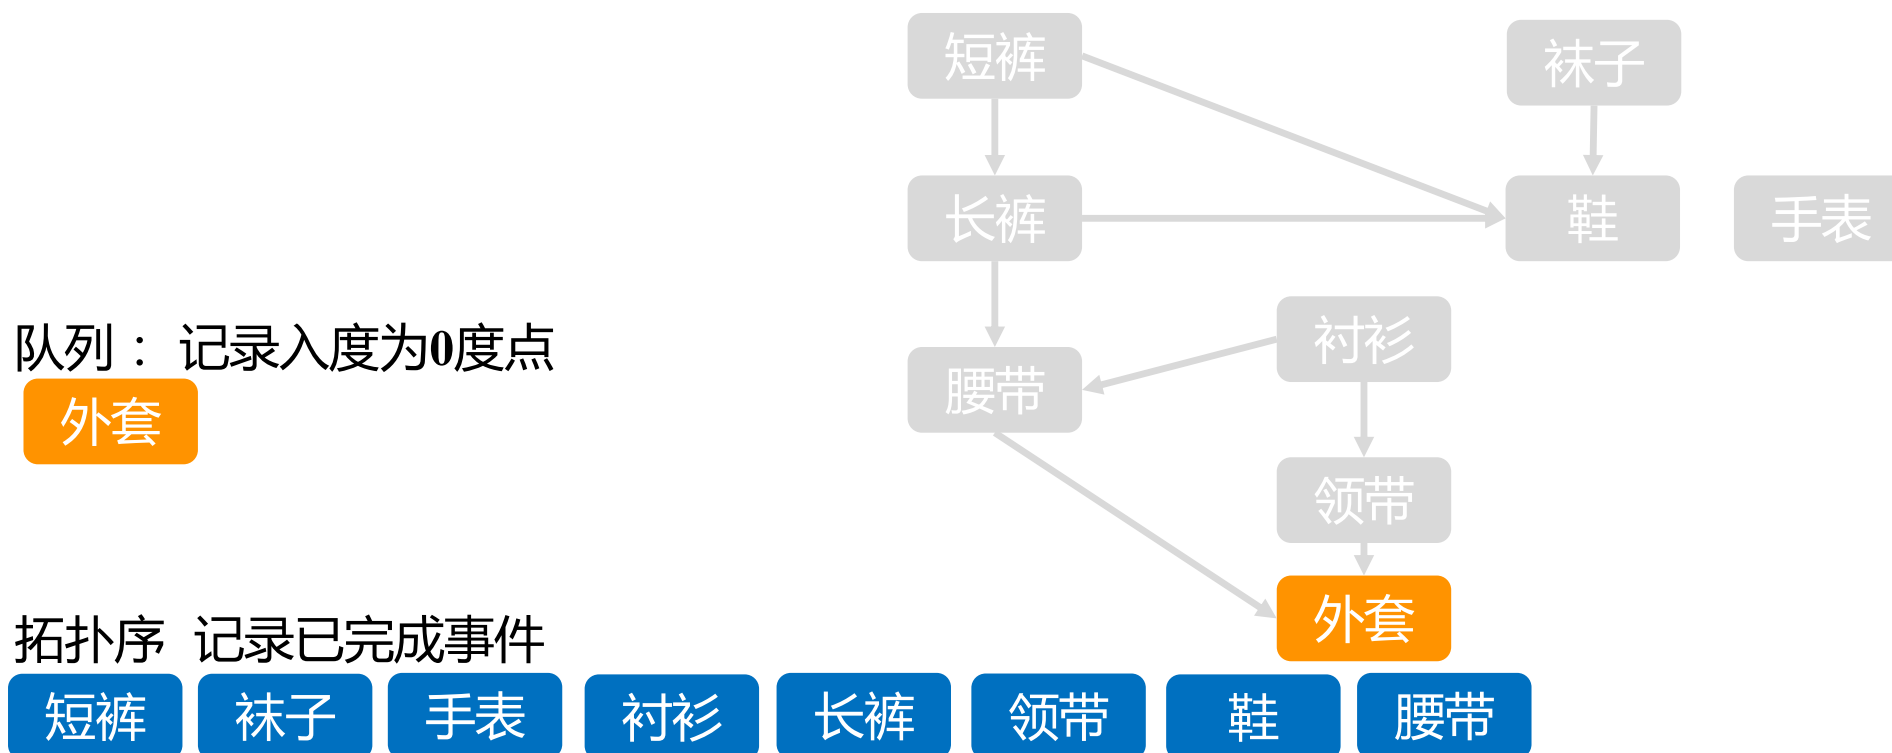 短裤
袜子
长裤
鞋
手表
衬衫
队列 ： 记录入度为0度点
腰带
外套
领带
外套
拓扑序 记录已完成事件
短裤 袜子 手表 衬衫 长裤 领带 鞋 腰带